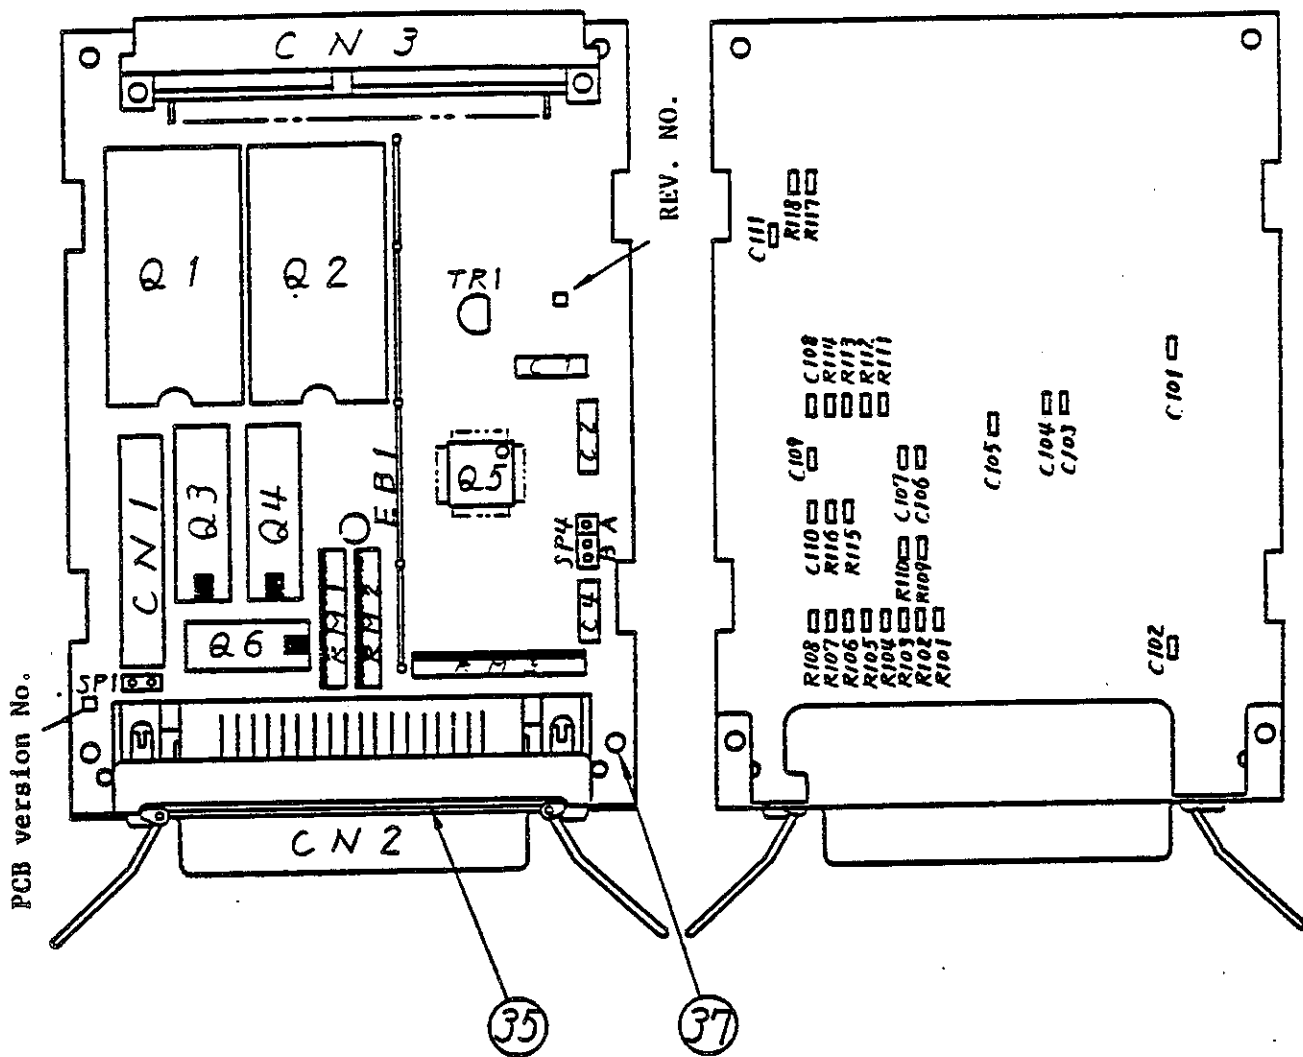 CN3
REV. NO.
Q1
Q2
TR1
C1
C2
EB1
Q5
CN1
Q3
Q4
SP4
A
B
C4
RM1
RM2
Q6
RM3
SP1
PCB version No.
CN2
35
37
C111
R118
R117
C108
R114
R113
R112
R111
C101
C109
C105
C104
C103
C107
C106
C110
R116
R115
R110
R109
R108
R107
R106
R105
R104
R103
R102
R101
C102